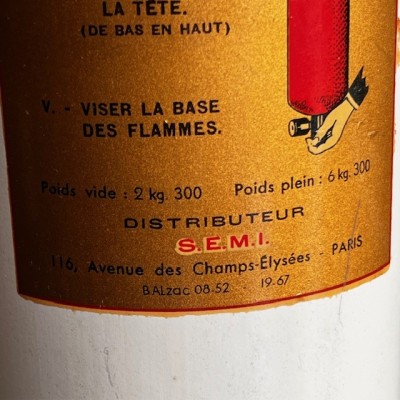 LA TÊTE.
(DE BAS EN HAUT)
V. - VISER LA BASE
DES FLAMMES.
Poids vide : 2 kg. 300 Poids plein : 6 kg. 300
DISTRIBUTEUR
S.E.M.I.
116, Avenue des Champs-Élysées - PARIS
BALzac 08-52 19-67